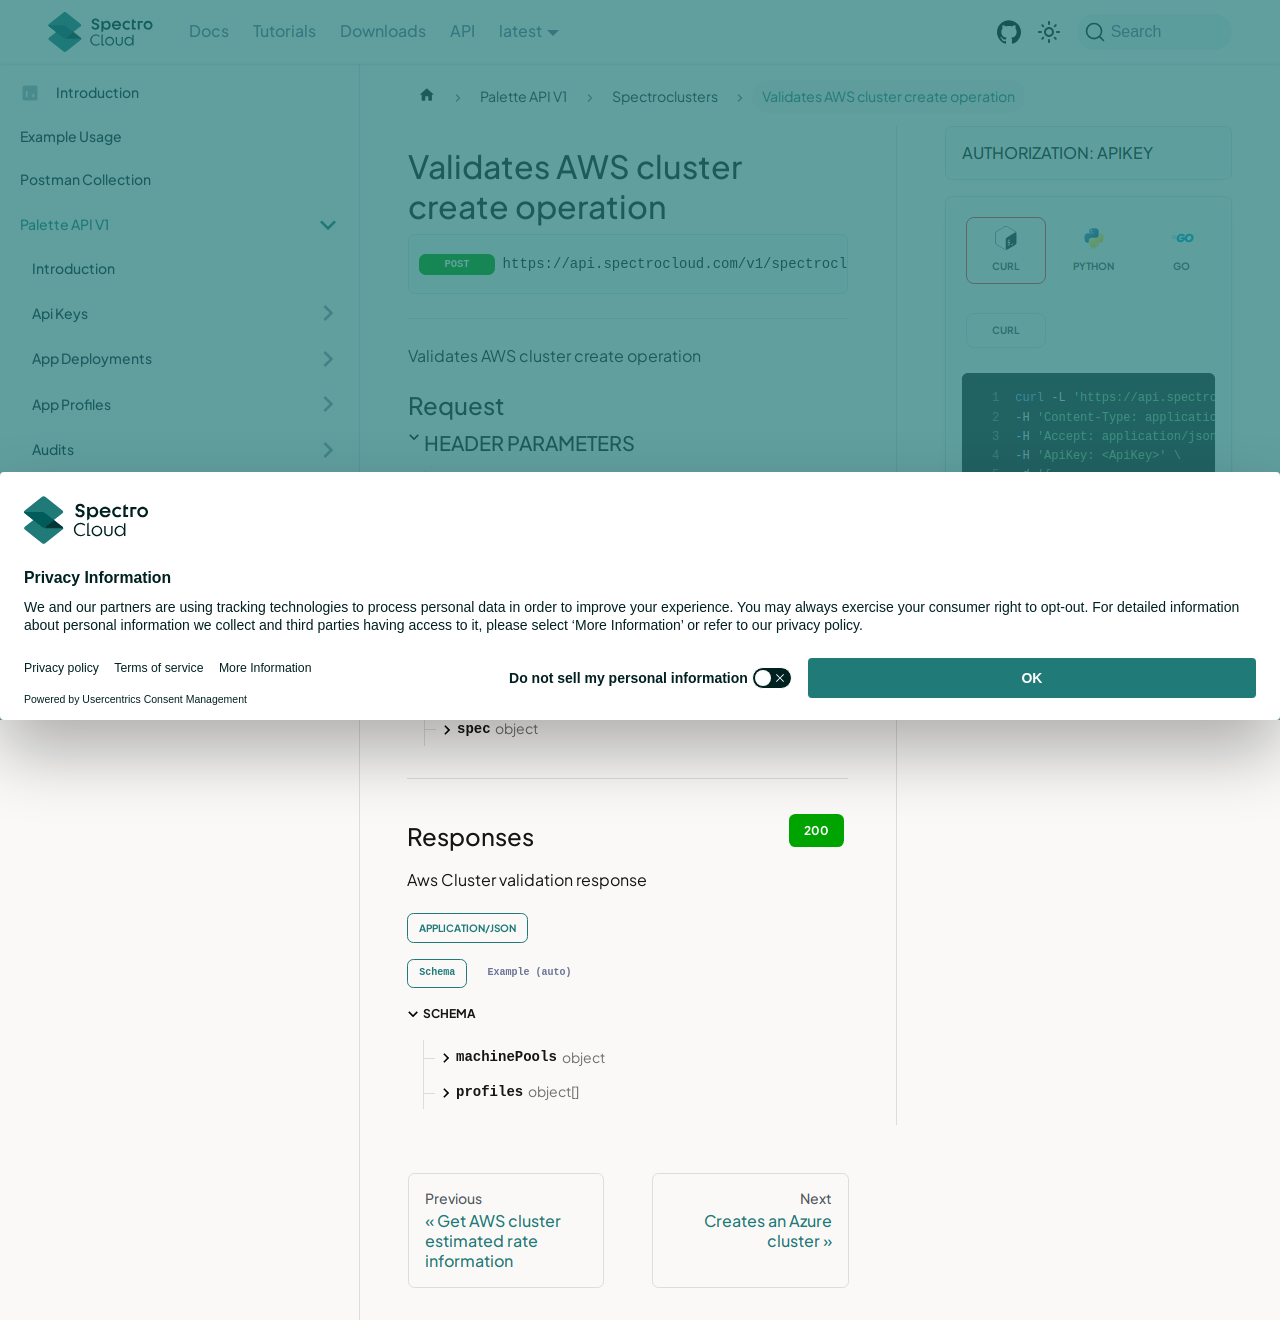 Spectro
Cloud
Docs
Tutorials
Downloads
API
latest
Search
Introduction
Example Usage
Postman Collection
Palette API V1
Introduction
Api Keys
App Deployments
App Profiles
Audits
Palette API V1
Spectroclusters
Validates AWS cluster create operation
Validates AWS cluster
create operation
POST
https://api.spectrocloud.com/v1/spectrocl
Validates AWS cluster create operation
Request
HEADER PARAMETERS
AUTHORIZATION: APIKEY
CURL
PYTHON
GO
CURL
1 curl -L 'https://api.spectro
2 -H 'Content-Type: applicatio
3 -H 'Accept: application/json
4 -H 'ApiKey: <ApiKey>' \
Spectro
Cloud
Privacy Information
We and our partners are using tracking technologies to process personal data in order to improve your experience. You may always exercise your consumer right to opt-out. For detailed information
about personal information we collect and third parties having access to it, please select ‘More Information’ or refer to our privacy policy.
Privacy policy
Terms of service
More Information
Do not sell my personal information
OK
Powered by Usercentrics Consent Management
spec object
Responses
200
Aws Cluster validation response
APPLICATION/JSON
Schema
Example (auto)
SCHEMA
machinePools object
profiles object[]
Previous
« Get AWS cluster
estimated rate
information
Next
Creates an Azure
cluster »